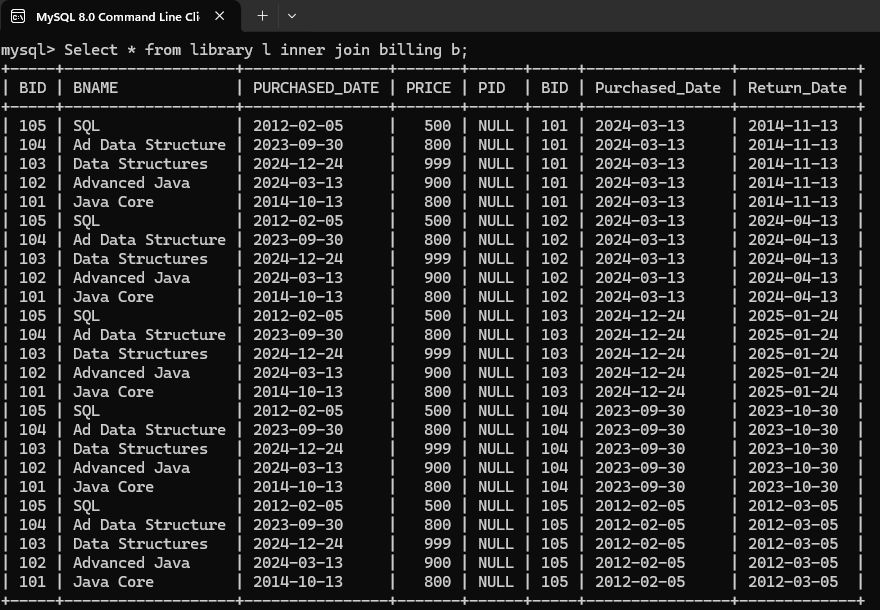 MySQL 8.0 Command Line Cli
mysql> Select * from library l inner join billing b;
| BID | BNAME | PURCHASED_DATE | PRICE | PID | BID | Purchased_Date | Return_Date |
| 105 | SQL | 2012-02-05 | 500 | NULL | 101 | 2024-03-13 | 2014-11-13 |
| 104 | Ad Data Structure | 2023-09-30 | 800 | NULL | 101 | 2024-03-13 | 2014-11-13 |
| 103 | Data Structures | 2024-12-24 | 999 | NULL | 101 | 2024-03-13 | 2014-11-13 |
| 102 | Advanced Java | 2024-03-13 | 900 | NULL | 101 | 2024-03-13 | 2014-11-13 |
| 101 | Java Core | 2014-10-13 | 800 | NULL | 101 | 2024-03-13 | 2014-11-13 |
| 105 | SQL | 2012-02-05 | 500 | NULL | 102 | 2024-03-13 | 2024-04-13 |
| 104 | Ad Data Structure | 2023-09-30 | 800 | NULL | 102 | 2024-03-13 | 2024-04-13 |
| 103 | Data Structures | 2024-12-24 | 999 | NULL | 102 | 2024-03-13 | 2024-04-13 |
| 102 | Advanced Java | 2024-03-13 | 900 | NULL | 102 | 2024-03-13 | 2024-04-13 |
| 101 | Java Core | 2014-10-13 | 800 | NULL | 102 | 2024-03-13 | 2024-04-13 |
| 105 | SQL | 2012-02-05 | 500 | NULL | 103 | 2024-12-24 | 2025-01-24 |
| 104 | Ad Data Structure | 2023-09-30 | 800 | NULL | 103 | 2024-12-24 | 2025-01-24 |
| 103 | Data Structures | 2024-12-24 | 999 | NULL | 103 | 2024-12-24 | 2025-01-24 |
| 102 | Advanced Java | 2024-03-13 | 900 | NULL | 103 | 2024-12-24 | 2025-01-24 |
| 101 | Java Core | 2014-10-13 | 800 | NULL | 103 | 2024-12-24 | 2025-01-24 |
| 105 | SQL | 2012-02-05 | 500 | NULL | 104 | 2023-09-30 | 2023-10-30 |
| 104 | Ad Data Structure | 2023-09-30 | 800 | NULL | 104 | 2023-09-30 | 2023-10-30 |
| 103 | Data Structures | 2024-12-24 | 999 | NULL | 104 | 2023-09-30 | 2023-10-30 |
| 102 | Advanced Java | 2024-03-13 | 900 | NULL | 104 | 2023-09-30 | 2023-10-30 |
| 101 | Java Core | 2014-10-13 | 800 | NULL | 104 | 2023-09-30 | 2023-10-30 |
| 105 | SQL | 2012-02-05 | 500 | NULL | 105 | 2012-02-05 | 2012-03-05 |
| 104 | Ad Data Structure | 2023-09-30 | 800 | NULL | 105 | 2012-02-05 | 2012-03-05 |
| 103 | Data Structures | 2024-12-24 | 999 | NULL | 105 | 2012-02-05 | 2012-03-05 |
| 102 | Advanced Java | 2024-03-13 | 900 | NULL | 105 | 2012-02-05 | 2012-03-05 |
| 101 | Java Core | 2014-10-13 | 800 | NULL | 105 | 2012-02-05 | 2012-03-05 |